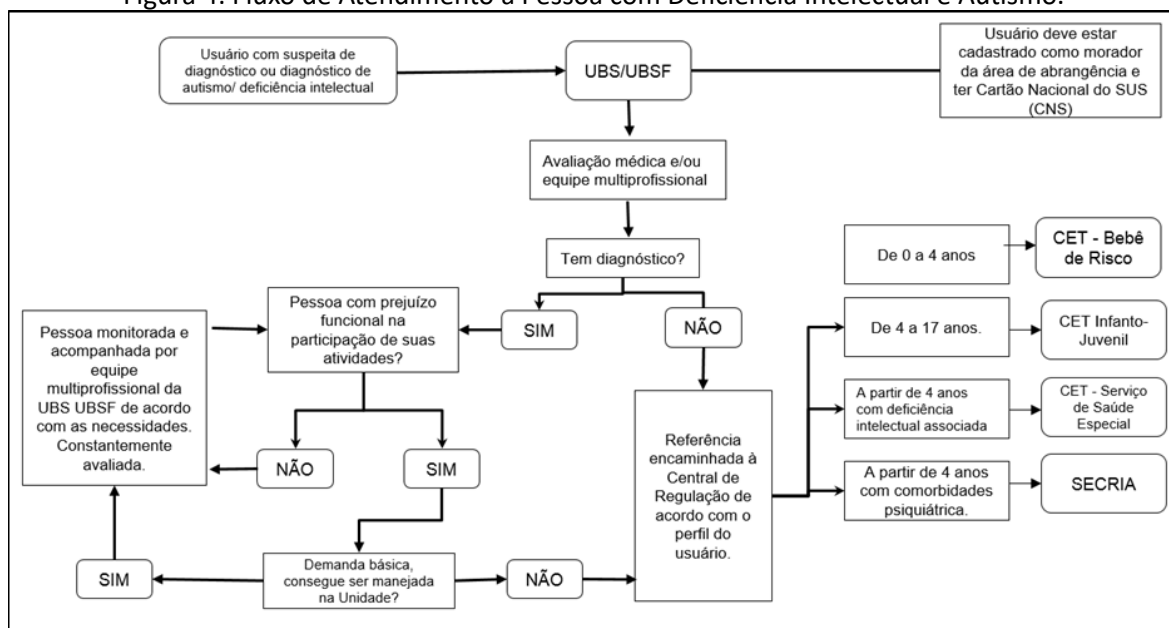 Figura 4. Fluxo de Atendimento à Pessoa com Deficiência Intelectual e Autismo.
Usuário com suspeita de
diagnóstico ou diagnóstico de
autismo/ deficiência intelectual
UBS/UBSF
Usuário deve estar
cadastrado como morador
da área de abrangência e
ter Cartão Nacional do SUS
(CNS)
Avaliação médica e/ou
equipe multiprofissional
Tem diagnóstico?
SIM
NÃO
Pessoa com prejuízo
funcional na
participação de suas
atividades?
Pessoa monitorada e
acompanhada por
equipe
multiprofissional da
UBS UBSF de acordo
com as necessidades.
Constantemente
avaliada.
NÃO
SIM
Demanda básica,
consegue ser manejada
na Unidade?
SIM
NÃO
Referência
encaminhada à
Central de
Regulação de
acordo com o
perfil do
usuário.
De 0 a 4 anos
CET - Bebê
de Risco
De 4 a 17 anos.
CET Infanto-
Juvenil
A partir de 4 anos
com deficiência
intelectual associada
CET - Serviço
de Saúde
Especial
A partir de 4 anos
com comorbidades
psiquiátrica.
SECRIA